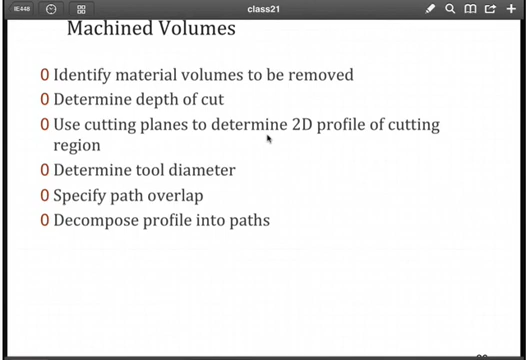 IE448
class21
Machined Volumes
0 Identify material volumes to be removed
0 Determine depth of cut
0 Use cutting planes to determine 2D profile of cutting
region
0 Determine tool diameter
0 Specify path overlap
0 Decompose profile into paths